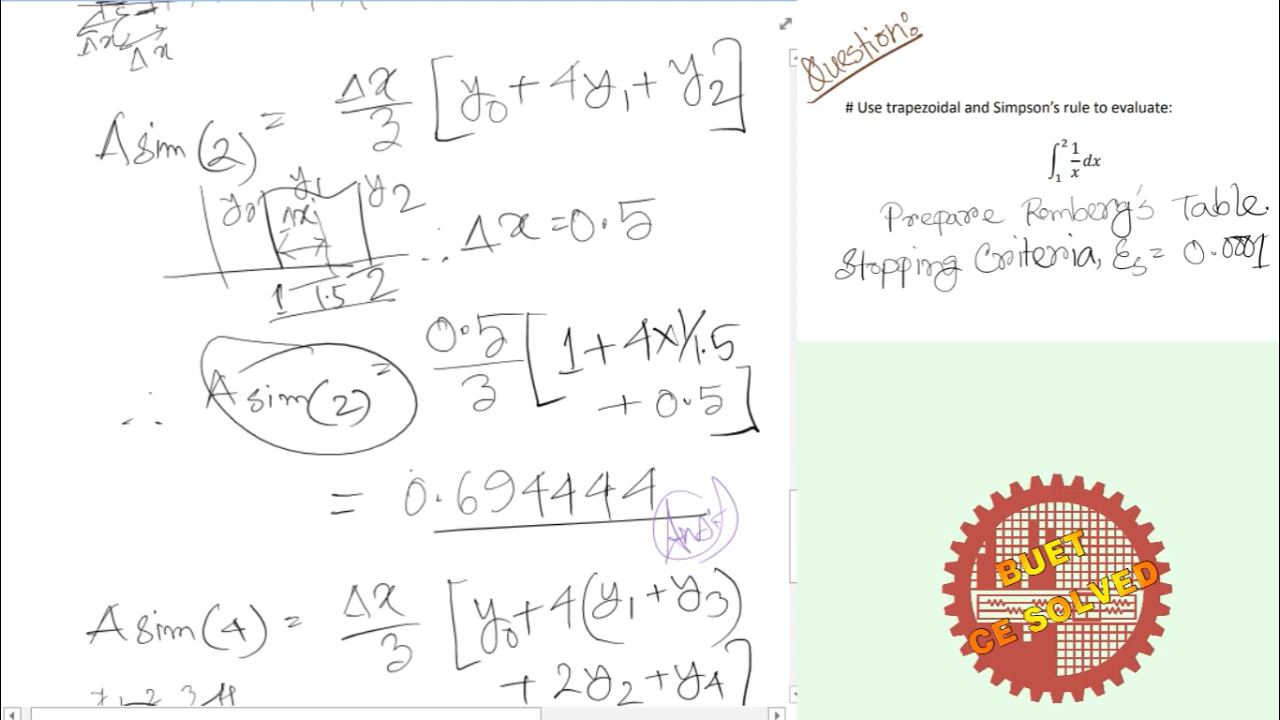 Δx Δx
A sim(2) = Δx/3 [y0 + 4y1 + y2]
y0 y1 y2
Δx
1 1.5 2
∴ Δx = 0.5
∴ A sim(2) = 0.5/3 [1 + 4×1/1.5
+ 0.5]
= 0.694444
Ans
A sim(4) = Δx/3 [y0 + 4(y1 + y3)
+ 2y2 + y4]
Question:
# Use trapezoidal and Simpson's rule to evaluate:
∫₁² 1/x dx
Prepare Romberg's Table.
Stopping Criteria, Es = 0.0001
BUET
CE SOLVED